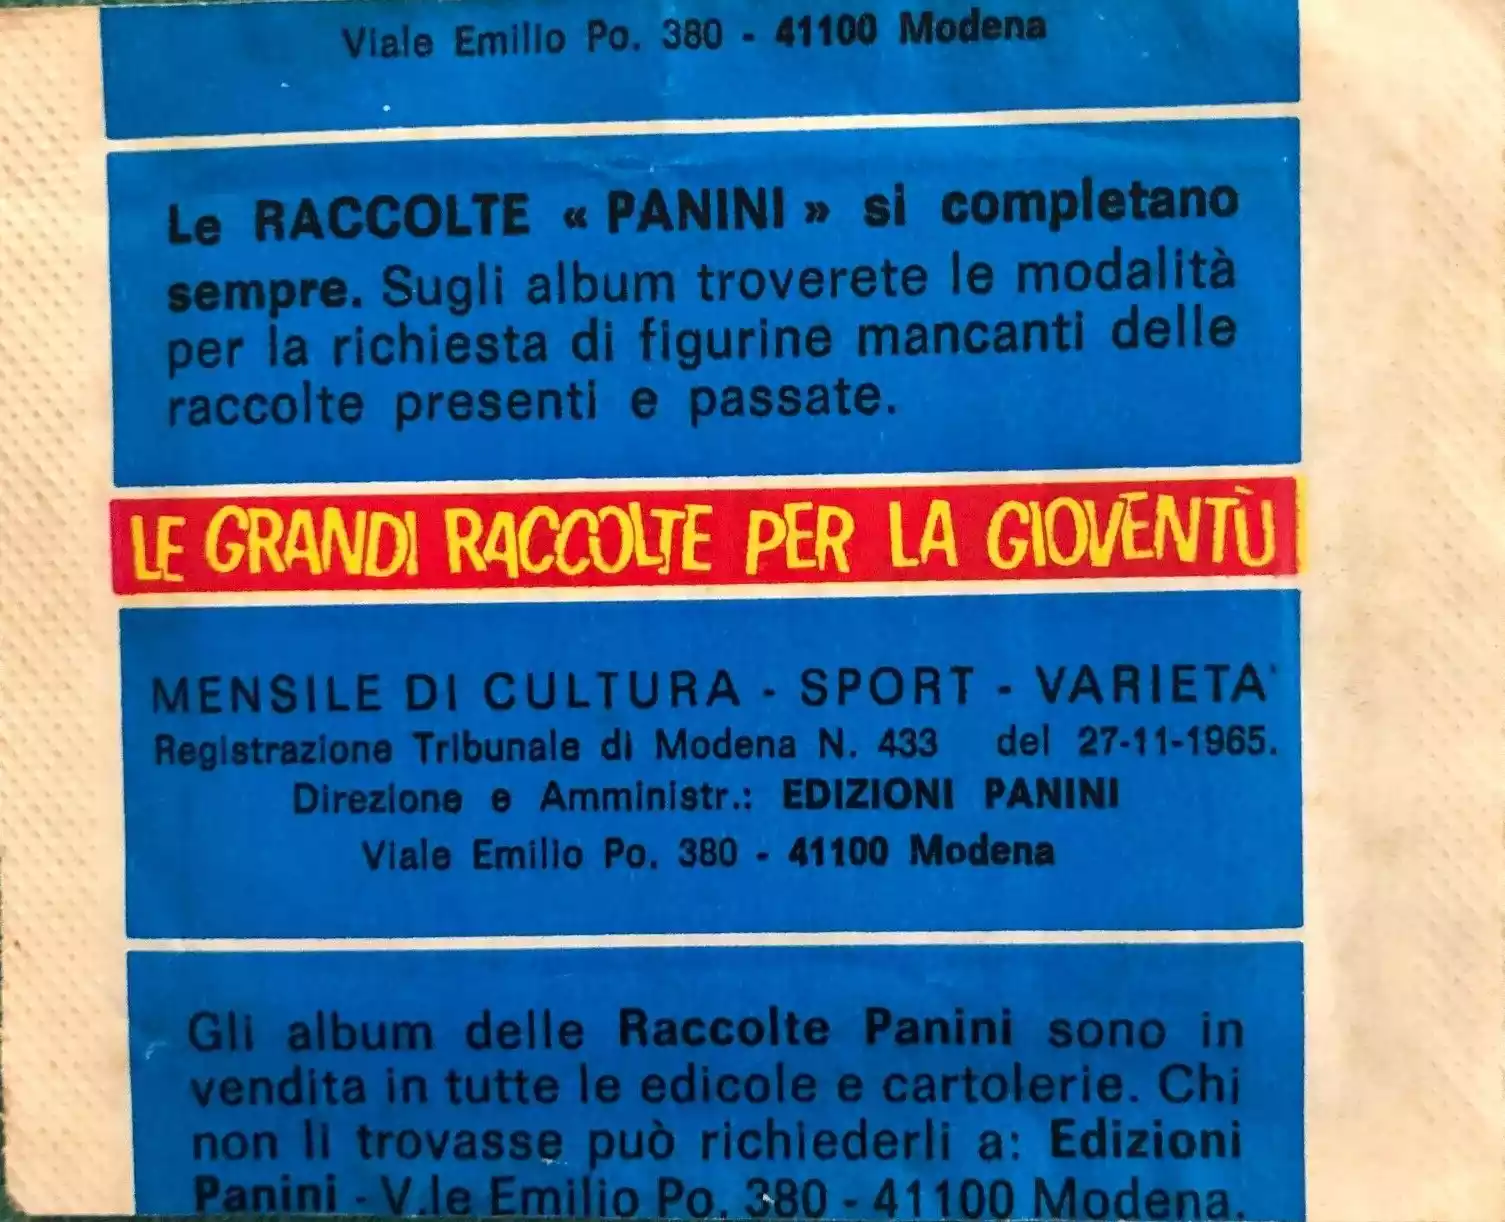 Viale Emilio Po. 380 - 41100 Modena
Le RACCOLTE « PANINI » si completano
sempre. Sugli album troverete le modalità
per la richiesta di figurine mancanti delle
raccolte presenti e passate.
LE GRANDI RACCOLTE PER LA GIOVENTÙ
MENSILE DI CULTURA - SPORT - VARIETA'
Registrazione Tribunale di Modena N. 433 del 27-11-1965.
Direzione e Amministr.: EDIZIONI PANINI
Viale Emilio Po. 380 - 41100 Modena
Gli album delle Raccolte Panini sono in
vendita in tutte le edicole e cartolerie. Chi
non li trovasse può richiederli a: Edizioni
Panini - V.le Emilio Po. 380 - 41100 Modena.